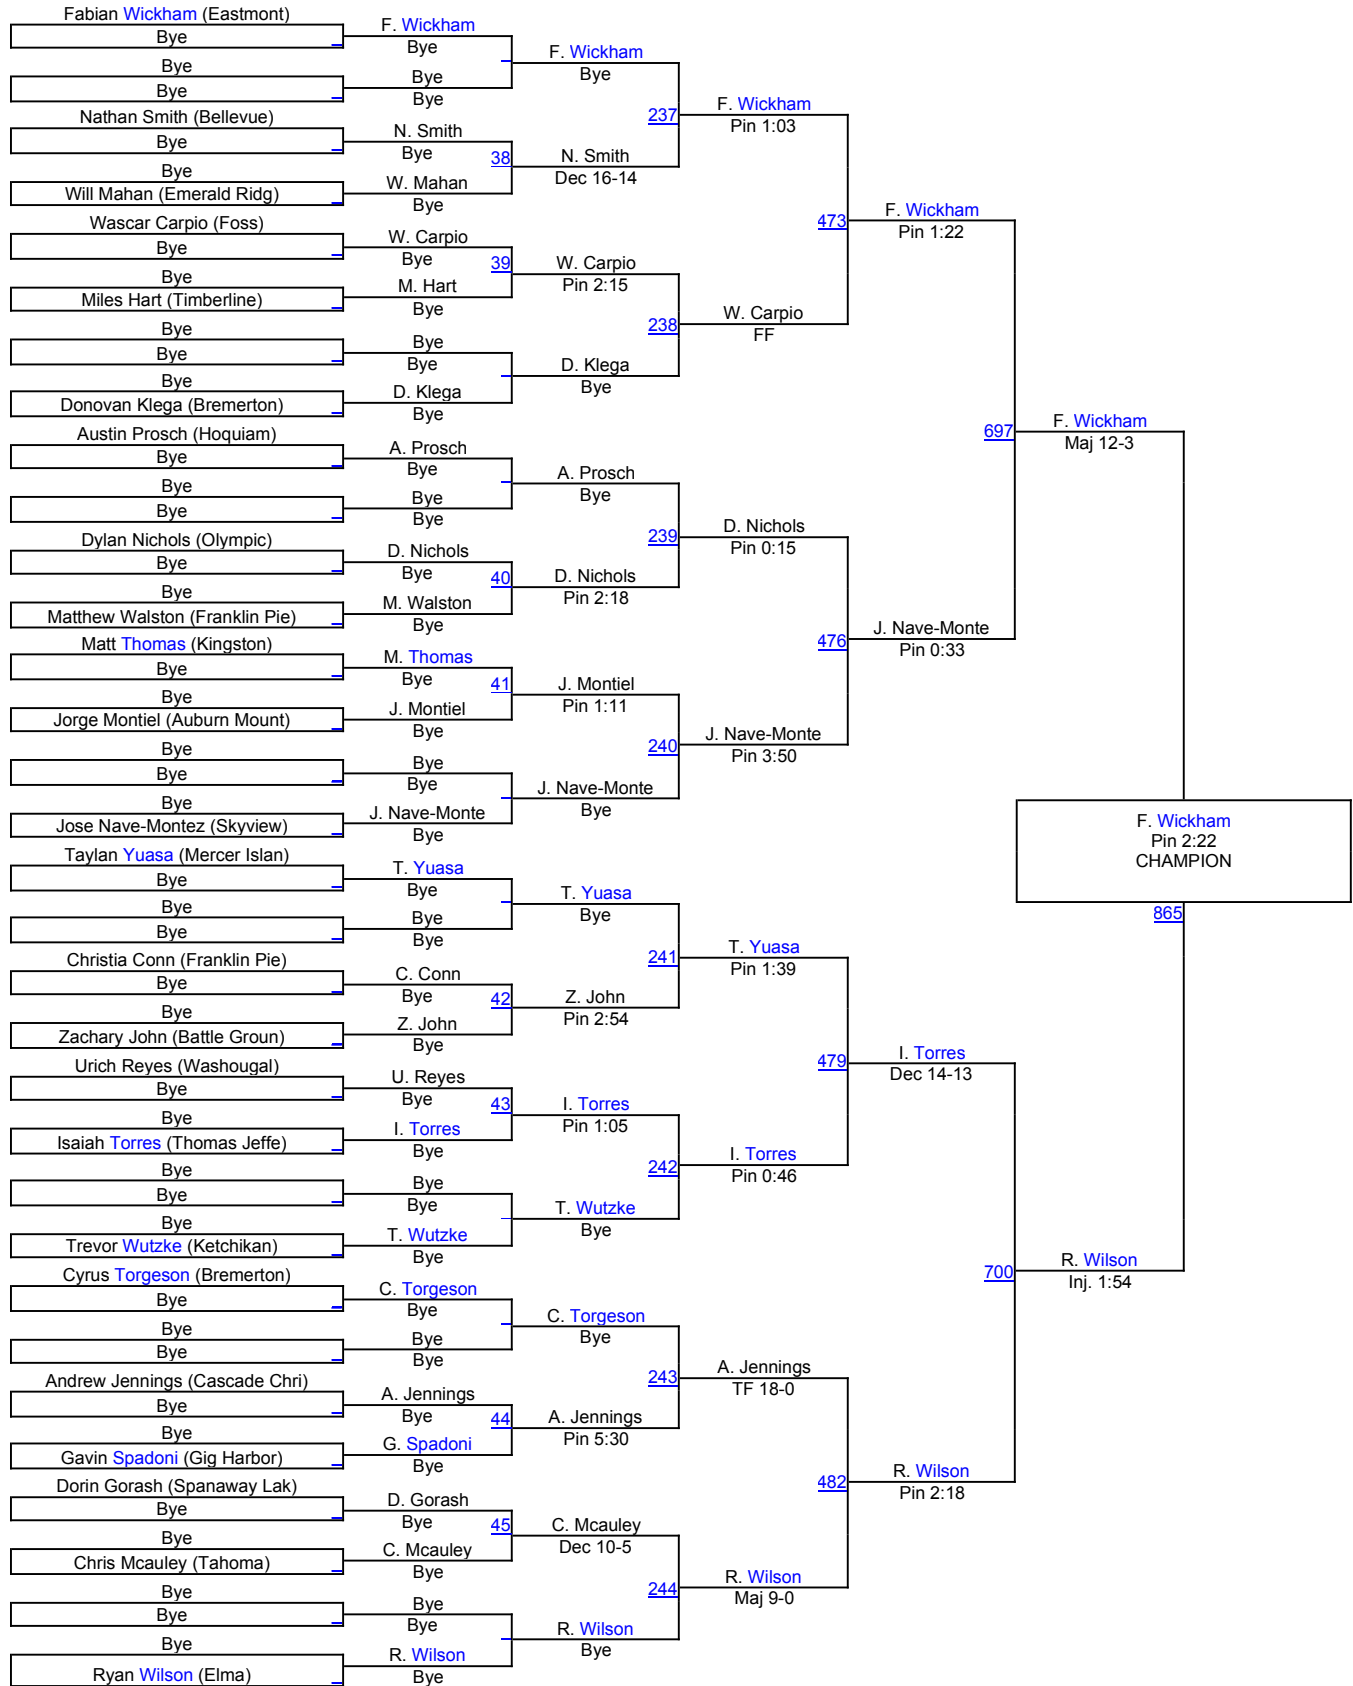 Fabian Wickham (Eastmont)
Bye
Bye
Bye
Nathan Smith (Bellevue)
Bye
Bye
Will Mahan (Emerald Ridg)
Wascar Carpio (Foss)
Bye
Bye
Miles Hart (Timberline)
Bye
Bye
Bye
Donovan Klega (Bremerton)
Austin Prosch (Hoquiam)
Bye
Bye
Bye
Dylan Nichols (Olympic)
Bye
Bye
Matthew Walston (Franklin Pie)
Matt Thomas (Kingston)
Bye
Bye
Jorge Montiel (Auburn Mount)
Bye
Bye
Bye
Jose Nave-Montez (Skyview)
Taylan Yuasa (Mercer Islan)
Bye
Bye
Bye
Christia Conn (Franklin Pie)
Bye
Bye
Zachary John (Battle Groun)
Urich Reyes (Washougal)
Bye
Bye
Isaiah Torres (Thomas Jeffe)
Bye
Bye
Bye
Trevor Wutzke (Ketchikan)
Cyrus Torgeson (Bremerton)
Bye
Bye
Bye
Andrew Jennings (Cascade Chri)
Bye
Bye
Gavin Spadoni (Gig Harbor)
Dorin Gorash (Spanaway Lak)
Bye
Bye
Chris Mcauley (Tahoma)
Bye
Bye
Bye
Ryan Wilson (Elma)
F. Wickham
Bye
Bye
Bye
N. Smith
Bye
38
W. Mahan
Bye
W. Carpio
Bye
39
M. Hart
Bye
Bye
Bye
D. Klega
Bye
A. Prosch
Bye
Bye
Bye
D. Nichols
Bye
40
M. Walston
Bye
M. Thomas
Bye
41
J. Montiel
Bye
Bye
Bye
J. Nave-Monte
Bye
T. Yuasa
Bye
Bye
Bye
C. Conn
Bye
42
Z. John
Bye
U. Reyes
Bye
43
I. Torres
Bye
Bye
Bye
T. Wutzke
Bye
C. Torgeson
Bye
Bye
Bye
A. Jennings
Bye
44
G. Spadoni
Bye
D. Gorash
Bye
45
C. Mcauley
Bye
Bye
Bye
R. Wilson
Bye
F. Wickham
Bye
237
N. Smith
Dec 16-14
W. Carpio
Pin 2:15
238
D. Klega
Bye
A. Prosch
Bye
239
D. Nichols
Pin 2:18
J. Montiel
Pin 1:11
240
J. Nave-Monte
Bye
T. Yuasa
Bye
241
Z. John
Pin 2:54
I. Torres
Pin 1:05
242
T. Wutzke
Bye
C. Torgeson
Bye
243
A. Jennings
Pin 5:30
C. Mcauley
Dec 10-5
244
R. Wilson
Bye
F. Wickham
Pin 1:03
473
W. Carpio
FF
D. Nichols
Pin 0:15
476
J. Nave-Monte
Pin 3:50
T. Yuasa
Pin 1:39
479
I. Torres
Pin 0:46
A. Jennings
TF 18-0
482
R. Wilson
Maj 9-0
F. Wickham
Pin 1:22
697
J. Nave-Monte
Pin 0:33
I. Torres
Dec 14-13
700
R. Wilson
Pin 2:18
F. Wickham
Maj 12-3
F. Wickham
Pin 2:22
CHAMPION
865
R. Wilson
Inj. 1:54